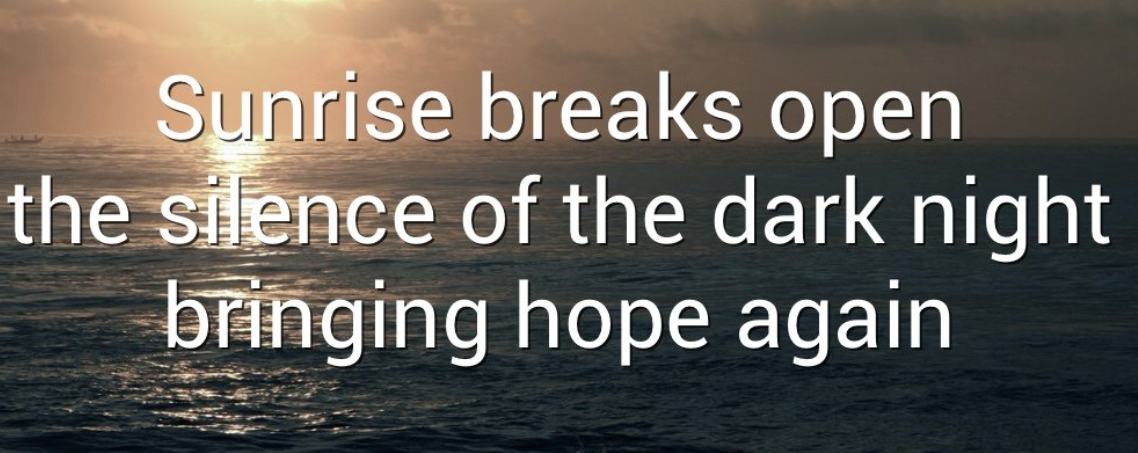 Sunrise breaks open
the silence of the dark night
bringing hope again